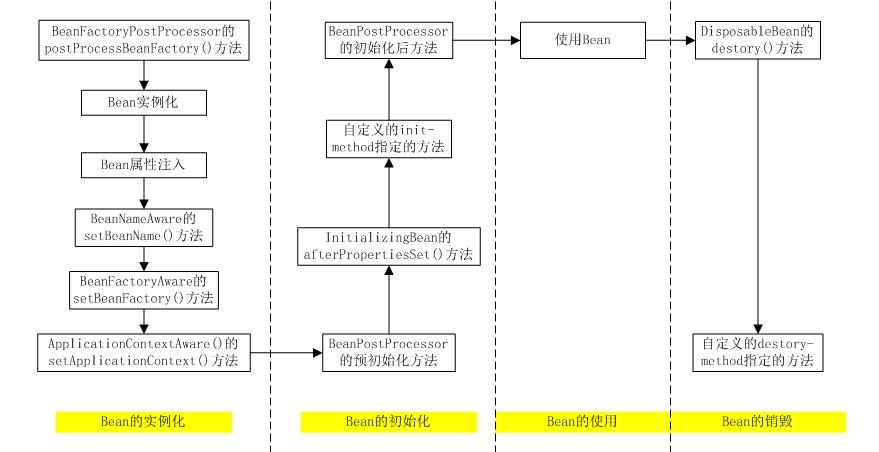 BeanFactoryPostProcessor的
postProcessBeanFactory()方法
Bean实例化
Bean属性注入
BeanNameAware的
setBeanName()方法
BeanFactoryAware的
setBeanFactory()方法
ApplicationContextAware()的
setApplicationContext()方法
Bean的实例化
BeanPostProcessor
的初始化后方法
自定义的init-
method指定的方法
InitializingBean的
afterPropertiesSet()方法
BeanPostProcessor
的预初始化方法
Bean的初始化
使用Bean
Bean的使用
DisposableBean的
destory()方法
自定义的destory-
method指定的方法
Bean的销毁